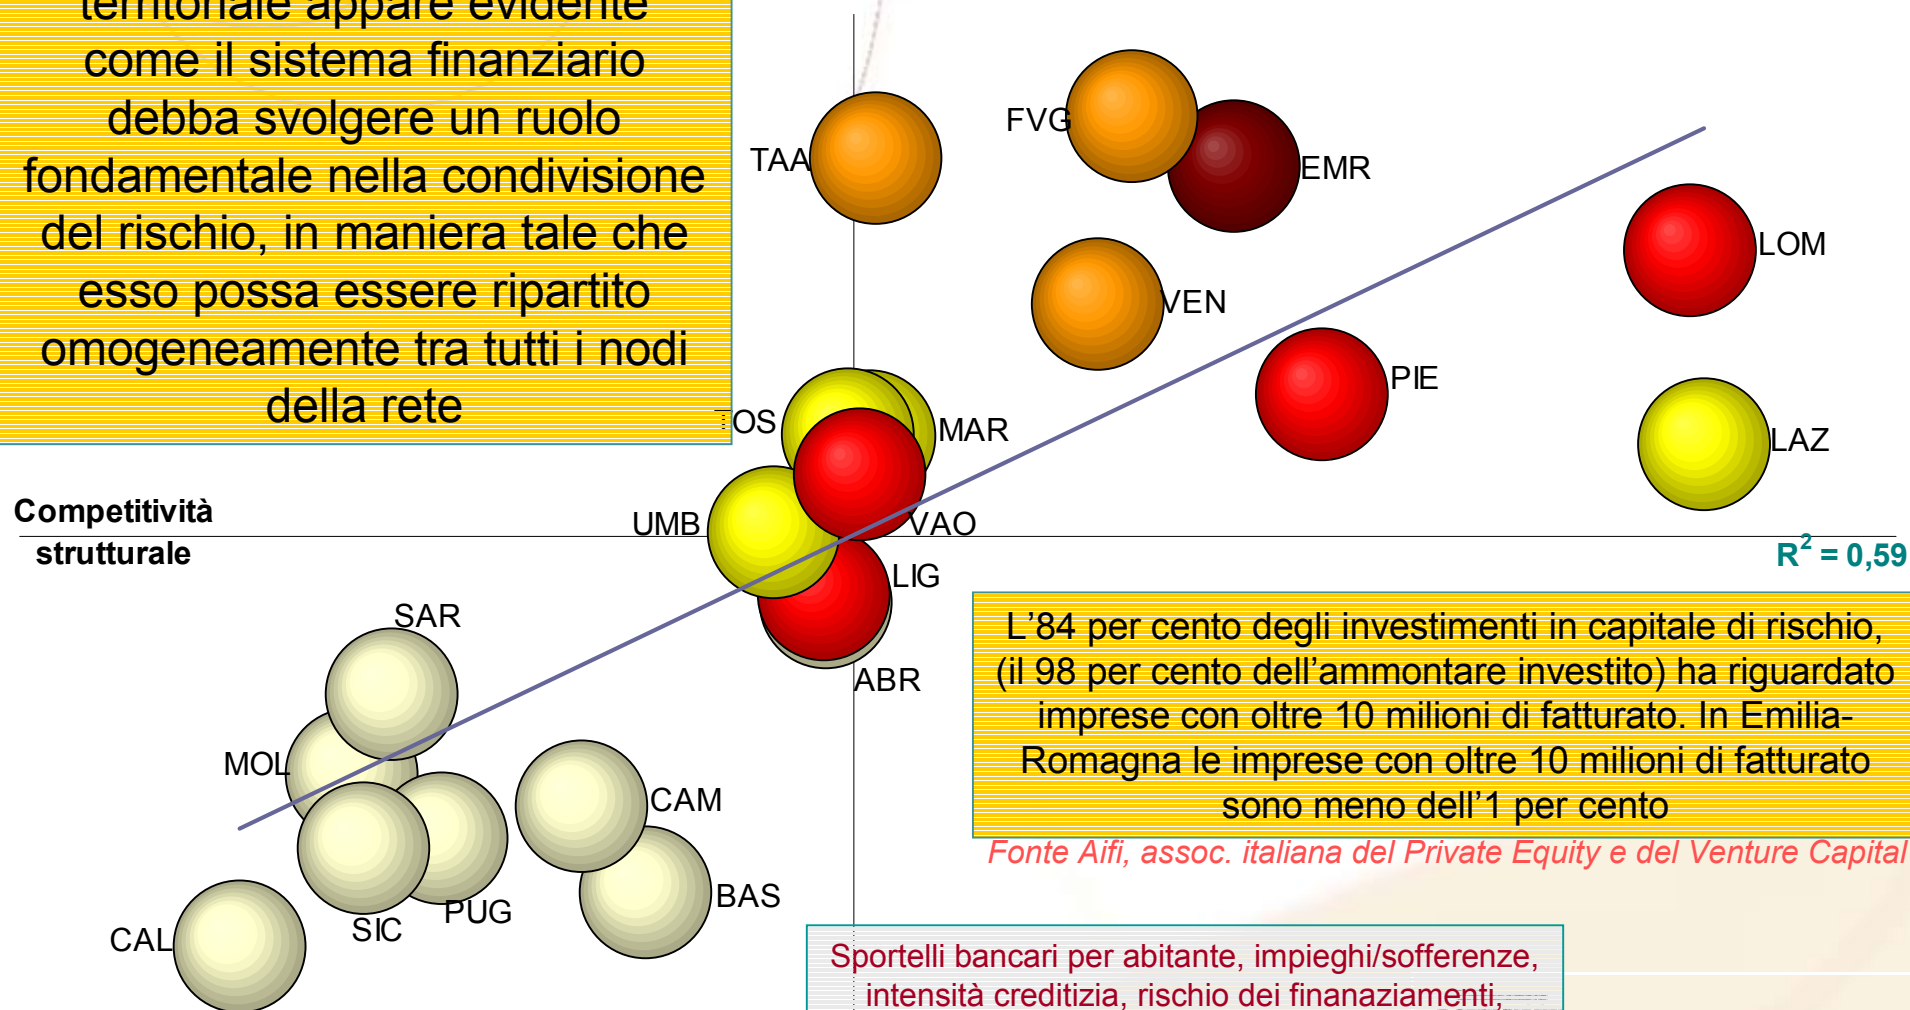 territoriale appare evidente
come il sistema finanziario
debba svolgere un ruolo
fondamentale nella condivisione
del rischio, in maniera tale che
esso possa essere ripartito
omogeneamente tra tutti i nodi
della rete
TAA
FVG
EMR
LOM
VEN
PIE
TOS
MAR
LAZ
Competitività
strutturale
UMB
VAO
R² = 0,59
LIG
SAR
ABR
MOL
CAM
BAS
PUG
SIC
CAL
L’84 per cento degli investimenti in capitale di rischio,
(il 98 per cento dell’ammontare investito) ha riguardato
imprese con oltre 10 milioni di fatturato. In Emilia-
Romagna le imprese con oltre 10 milioni di fatturato
sono meno dell’1 per cento
Fonte Aifi, assoc. italiana del Private Equity e del Venture Capital
Sportelli bancari per abitante, impieghi/sofferenze,
intensità creditizia, rischio dei finanaziamenti,